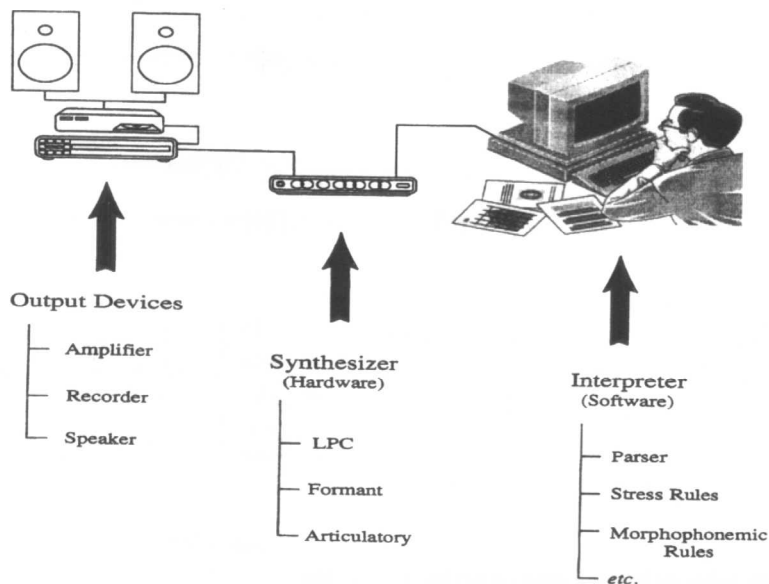 Output Devices
Amplifier
Recorder
Speaker
Synthesizer
(Hardware)
LPC
Formant
Articulatory
Interpreter
(Software)
Parser
Stress Rules
Morphophonemic
Rules
etc.